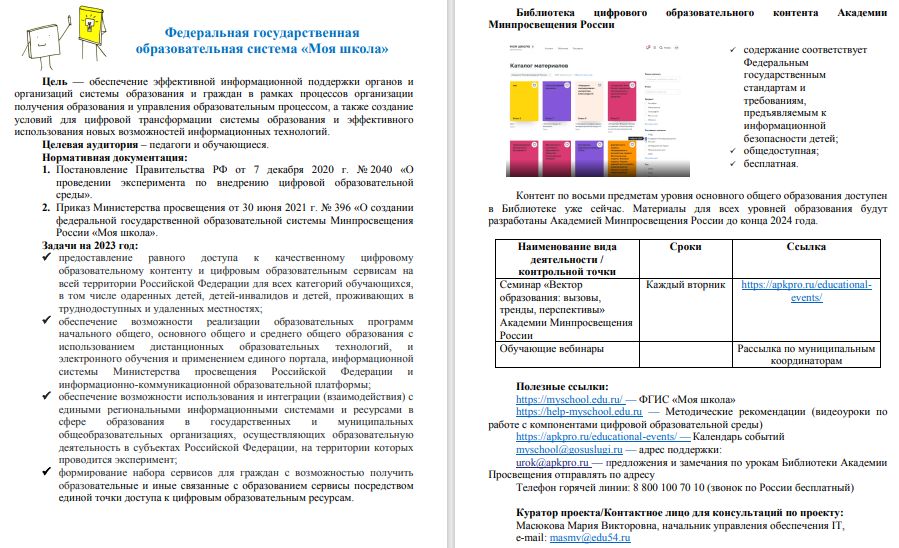 Федеральная государственная
образовательная система «Моя школа»
Цель — обеспечение эффективной информационной поддержки органов и
организаций системы образования и граждан в рамках процессов организации
получения образования и управления образовательным процессом, а также создание
условий для цифровой трансформации системы образования и эффективного
использования новых возможностей информационных технологий.
Целевая аудитория – педагоги и обучающиеся.
Нормативная документация:
1. Постановление Правительства РФ от 7 декабря 2020 г. № 2040 «О
проведении эксперимента по внедрению цифровой образовательной
среды».
2. Приказ Министерства просвещения от 30 июня 2021 г. № 396 «О создании
федеральной государственной образовательной системы Минпросвещения
России «Моя школа».
Задачи на 2023 год:
✓ предоставление равного доступа к качественному цифровому
образовательному контенту и цифровым образовательным сервисам на
всей территории Российской Федерации для всех категорий обучающихся,
в том числе одаренных детей, детей-инвалидов и детей, проживающих в
труднодоступных и удаленных местностях;
✓ обеспечение возможности реализации образовательных программ
начального общего, основного общего и среднего общего образования с
использованием дистанционных образовательных технологий, и
электронного обучения и применением единого портала, информационной
системы Министерства просвещения Российской Федерации и
информационно-коммуникационной образовательной платформы;
✓ обеспечение возможности использования и интеграции (взаимодействия) с
едиными региональными информационными системами и ресурсами в
сфере образования в государственных и муниципальных
общеобразовательных организациях, осуществляющих образовательную
деятельность в субъектах Российской Федерации, на территории которых
проводится эксперимент;
✓ формирование набора сервисов для граждан с возможностью получить
образовательные и иные связанные с образованием сервисы посредством
единой точки доступа к цифровым образовательным ресурсам.
Библиотека цифрового образовательного контента Академии
Минпросвещения России
МОЯ ШКОЛА
Каталог материалов
✓ содержание соответствует
Федеральным
государственным
стандартам и
требованиям,
предъявляемым к
информационной
безопасности детей;
✓ общедоступная;
✓ бесплатная.
Контент по восьми предметам уровня основного общего образования доступен
в Библиотеке уже сейчас. Материалы для всех уровней образования будут
разработаны Академией Минпросвещения России до конца 2024 года.
Наименование вида
деятельности /
контрольной точки
Сроки
Ссылка
Семинар «Вектор
образования: вызовы,
тренды, перспективы»
Академии Минпросвещения
России
Каждый вторник
https://apkpro.ru/educational-
events/
Обучающие вебинары
Рассылка по муниципальным
координаторам
Полезные ссылки:
https://myschool.edu.ru/ — ФГИС «Моя школа»
https://help-myschool.edu.ru — Методические рекомендации (видеоуроки по
работе с компонентами цифровой образовательной среды)
https://apkpro.ru/educational-events/ — Календарь событий
myschool@gosuslugi.ru — адрес поддержки:
urok@apkpro.ru — предложения и замечания по урокам Библиотеки Академии
Просвещения отправлять по адресу
Телефон горячей линии: 8 800 100 70 10 (звонок по России бесплатный)
Куратор проекта/Контактное лицо для консультаций по проекту:
Масюкова Мария Викторовна, начальник управления обеспечения IT,
e-mail: masmv@edu54.ru